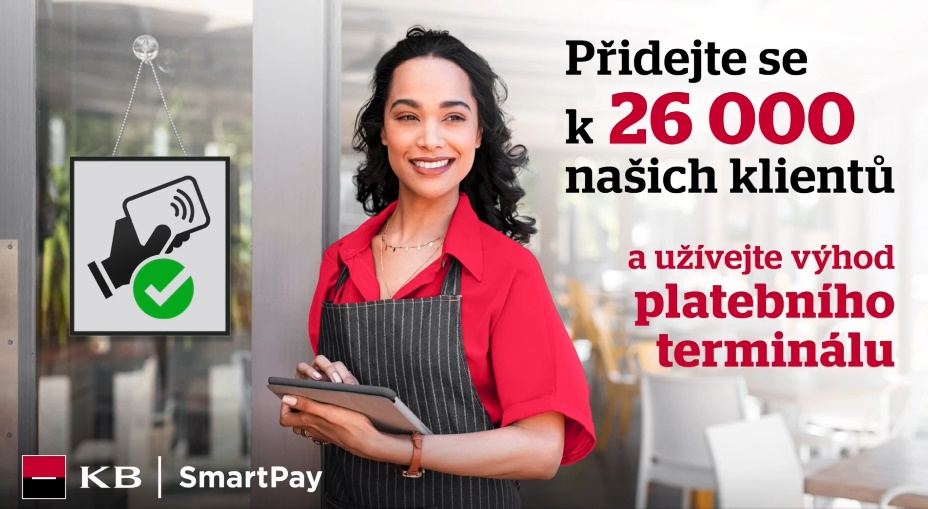 Přidejte se
k 26 000
našich klientů
a užívejte výhod
platebního
terminálu
KB | SmartPay